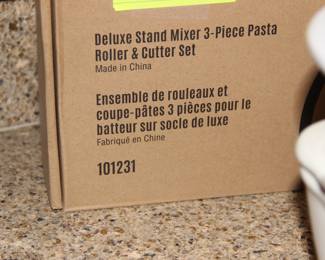 Deluxe Stand Mixer 3-Piece Pasta
Roller & Cutter Set
Made in China
Ensemble de rouleaux et
coupe-pâtes 3 pièces pour le
batteur sur socle de luxe
Fabriqué en Chine
101231